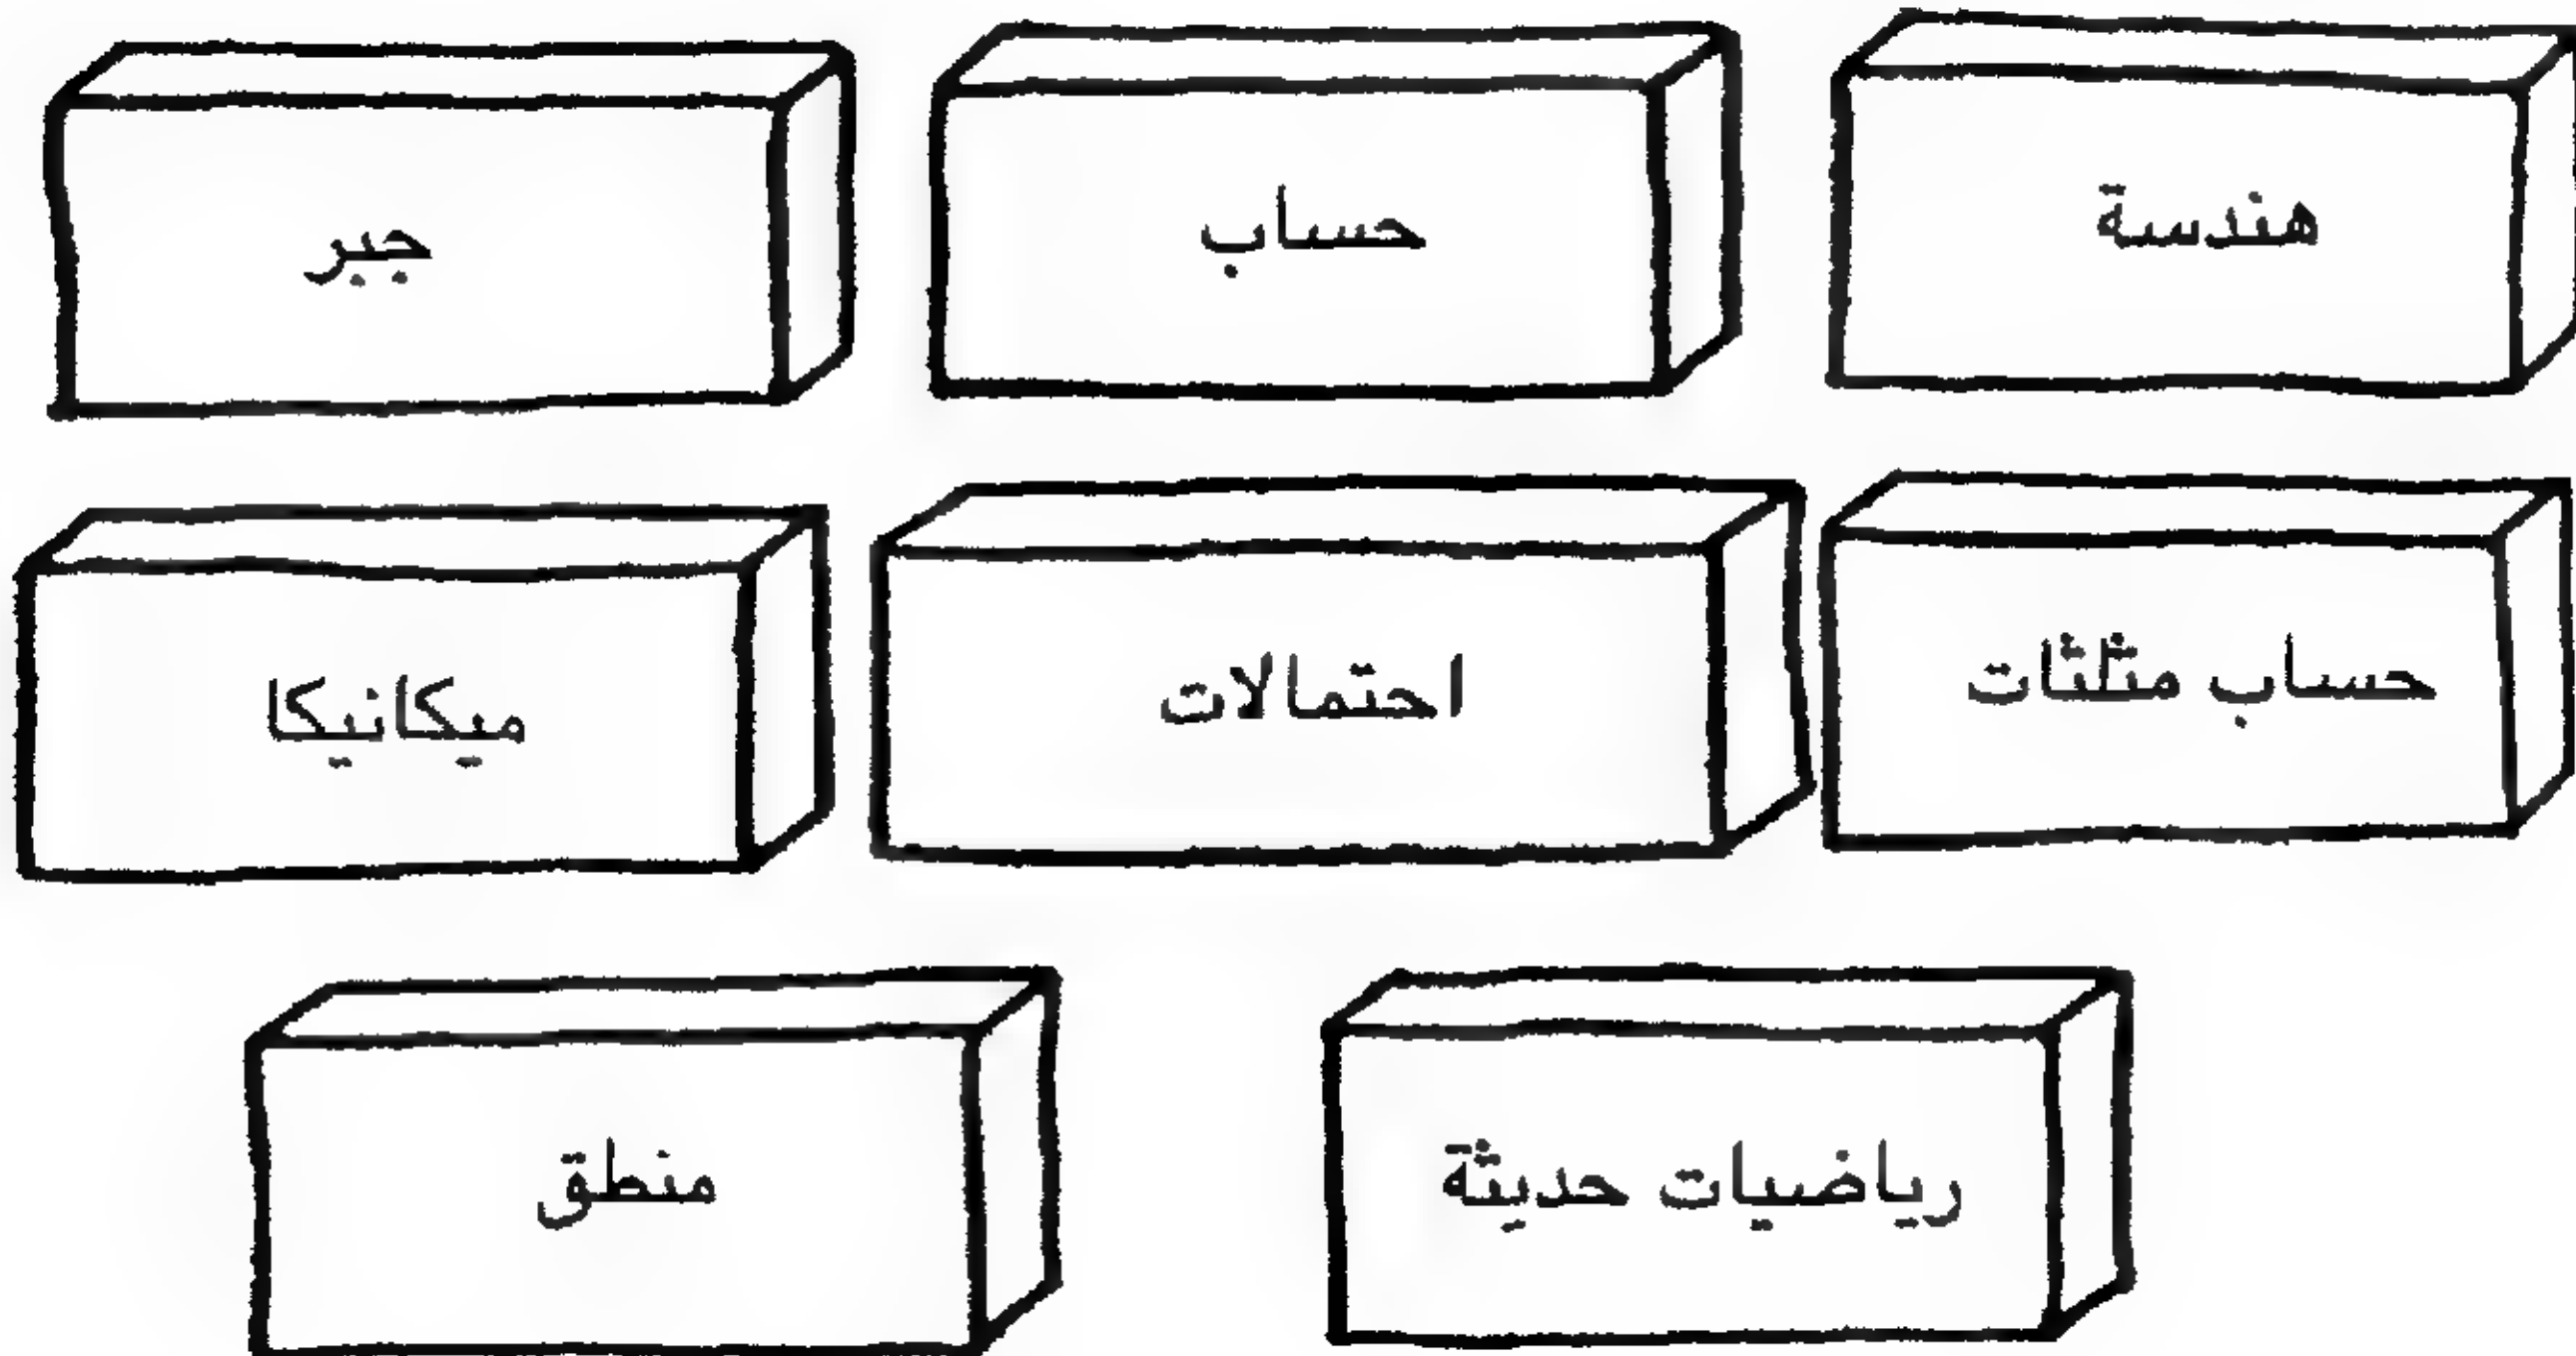 هندسة
حساب
جبر
حساب مثلثات
احتمالات
ميكانيكا
رياضيات حديثة
منطق